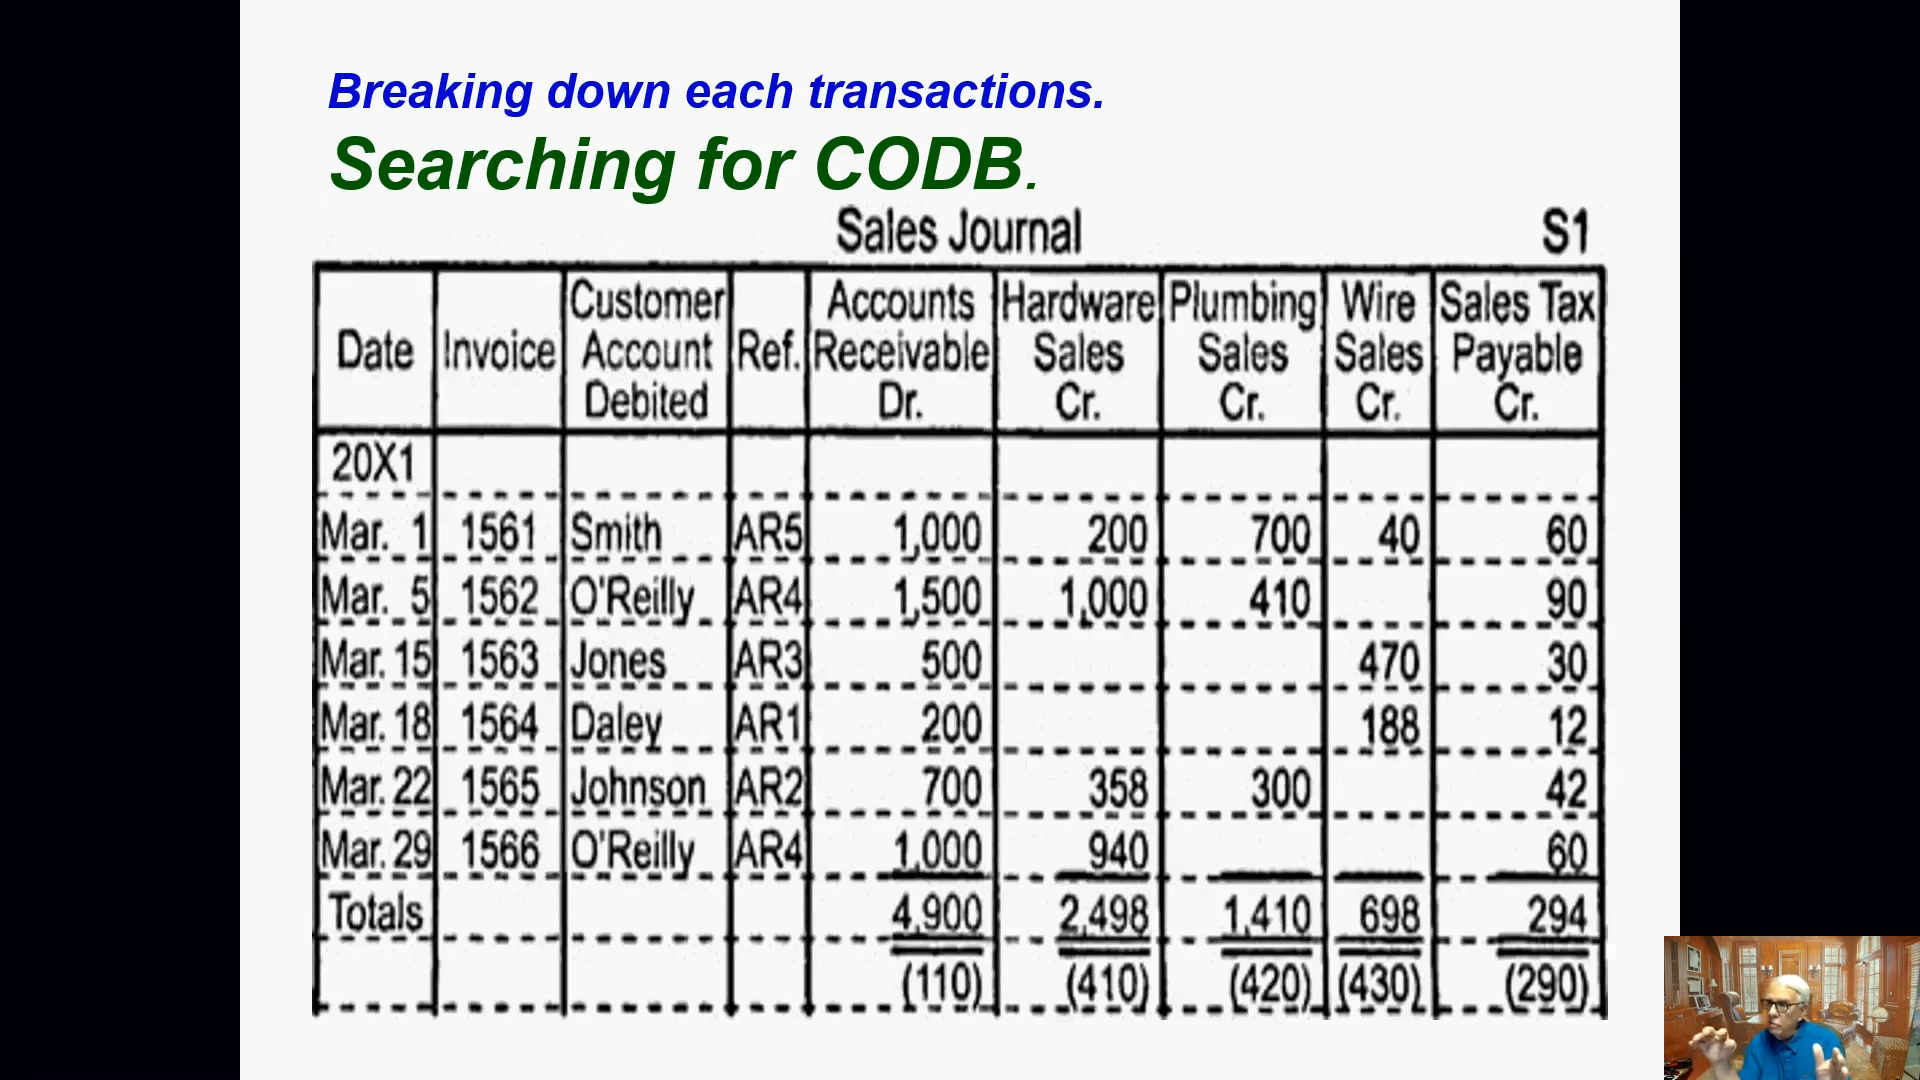 Breaking down each transactions.
Searching for CODB.
Sales Journal S1
Date Invoice Customer Account Debited Ref. Accounts Receivable Dr. Hardware Sales Cr. Plumbing Sales Cr. Wire Sales Cr. Sales Tax Payable Cr.
20X1
Mar. 1 1561 Smith AR5 1,000 200 700 40 60
Mar. 5 1562 O'Reilly AR4 1,500 1,000 410 90
Mar. 15 1563 Jones AR3 500 470 30
Mar. 18 1564 Daley AR1 200 188 12
Mar. 22 1565 Johnson AR2 700 358 300 42
Mar. 29 1566 O'Reilly AR4 1,000 940 60
Totals 4,900 2,498 1,410 698 294
(110) (410) (420) (430) (290)